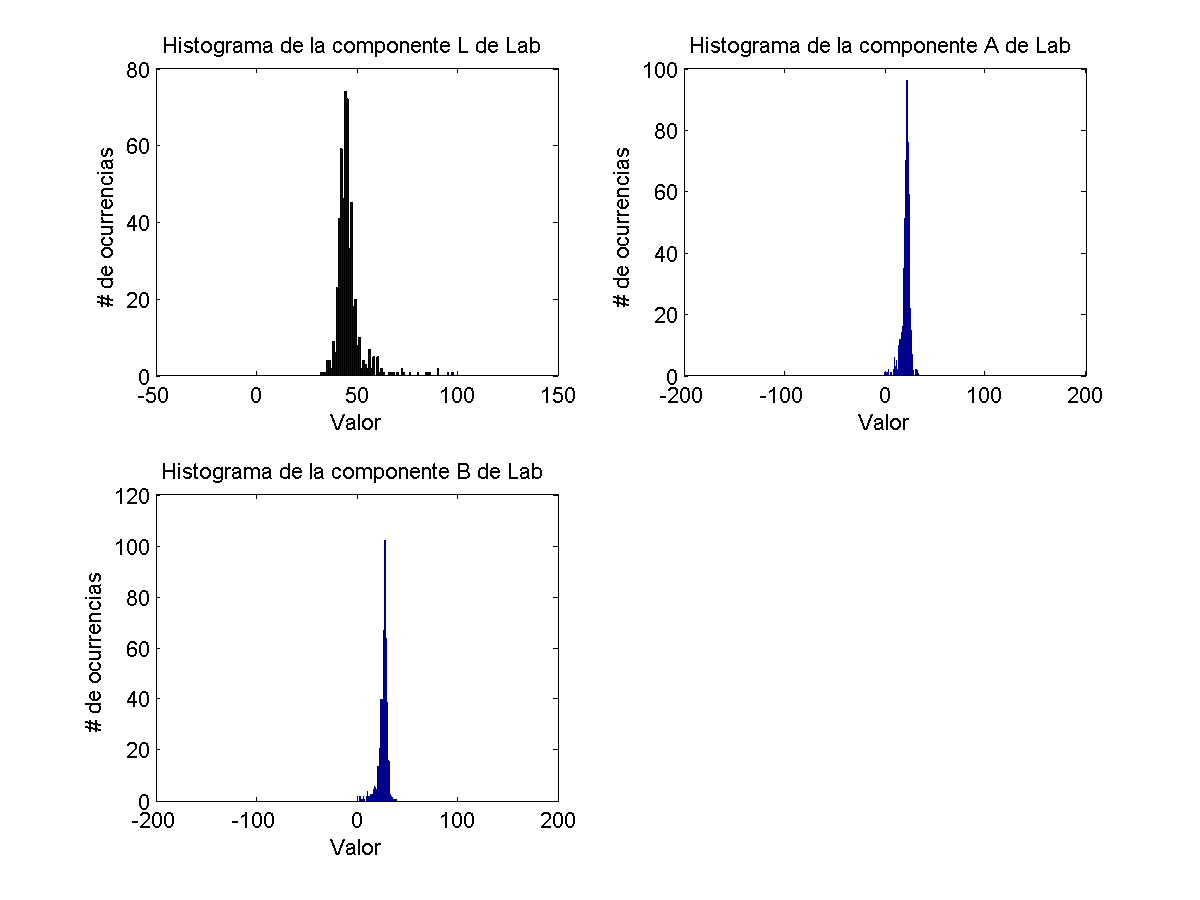 Histograma de la componente L de Lab
80
60
40
20
0
-50 0 50 100 150
# de ocurrencias
Valor
Histograma de la componente A de Lab
100
80
60
40
20
0
-200 -100 0 100 200
# de ocurrencias
Valor
Histograma de la componente B de Lab
120
100
80
60
40
20
0
-200 -100 0 100 200
# de ocurrencias
Valor